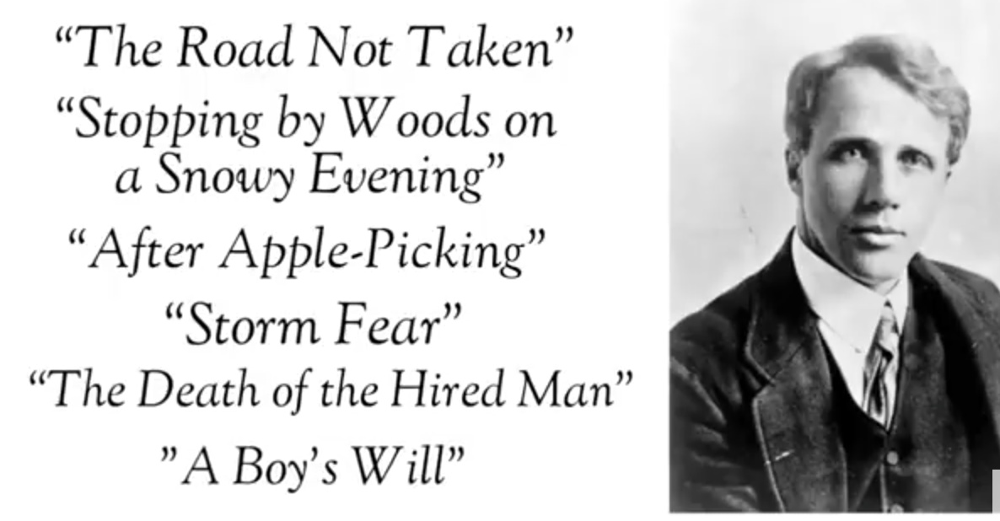 “The Road Not Taken”
“Stopping by Woods on
a Snowy Evening”
“After Apple-Picking”
“Storm Fear”
“The Death of the Hired Man”
”A Boy’s Will”